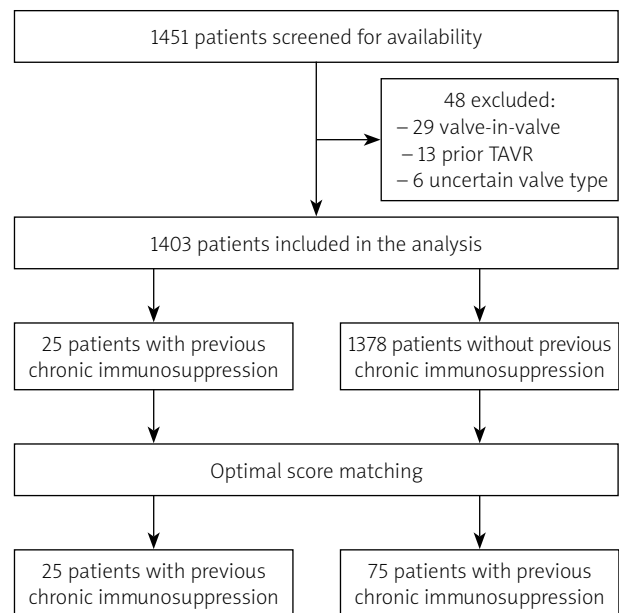 1451 patients screened for availability
48 excluded:
– 29 valve-in-valve
– 13 prior TAVR
– 6 uncertain valve type
1403 patients included in the analysis
25 patients with previous
chronic immunosuppression
1378 patients without previous
chronic immunosuppression
Optimal score matching
25 patients with previous
chronic immunosuppression
75 patients with previous
chronic immunosuppression